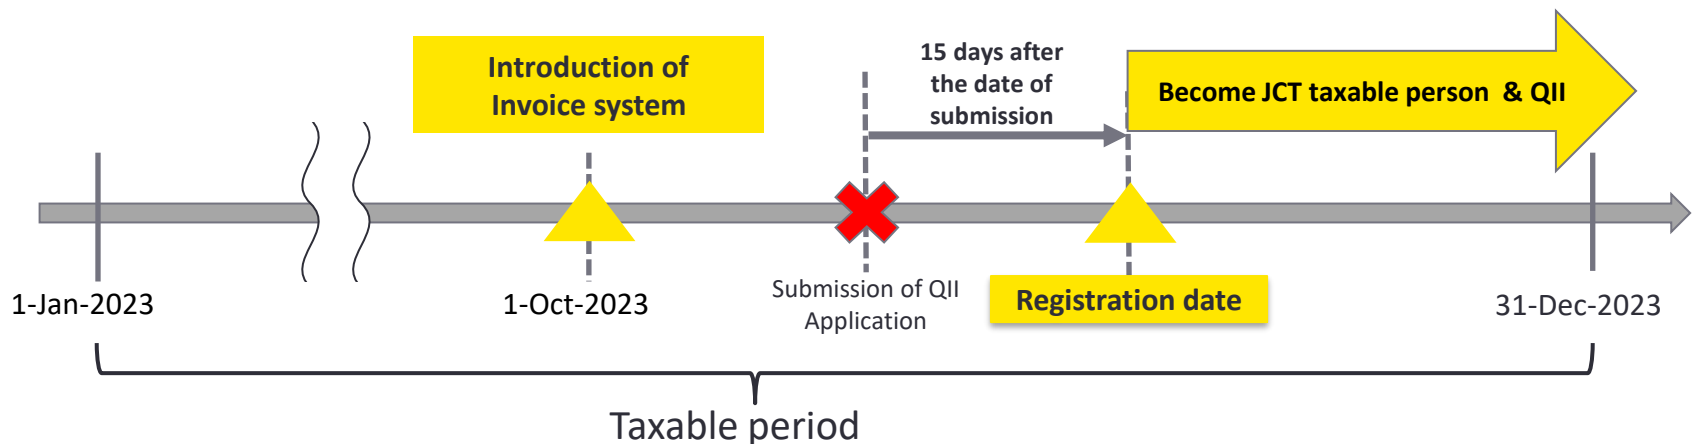 Introduction of
Invoice system
15 days after
the date of
submission
Become JCT taxable person & QII
1-Jan-2023
1-Oct-2023
Submission of QII
Application
Registration date
31-Dec-2023
Taxable period